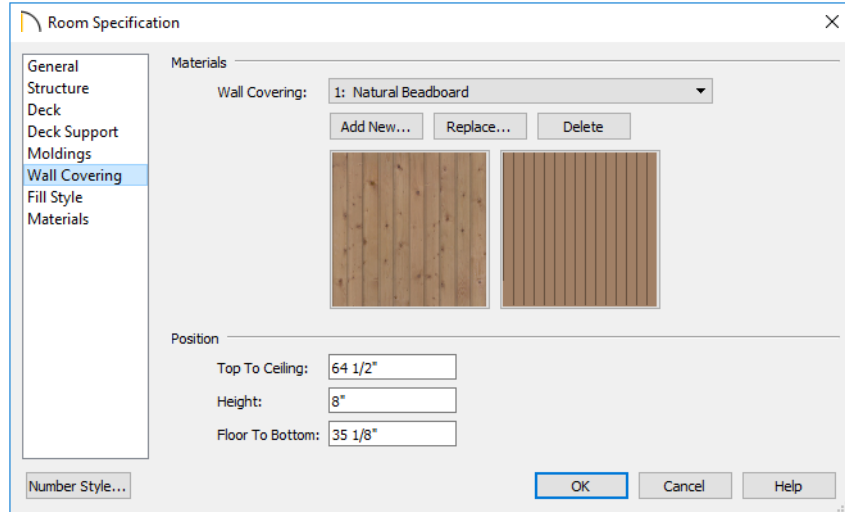 Room Specification
General
Structure
Deck
Deck Support
Moldings
Wall Covering
Fill Style
Materials
Materials
Wall Covering: 1: Natural Beadboard
Add New... Replace... Delete
Position
Top To Ceiling: 64 1/2"
Height: 8"
Floor To Bottom: 35 1/8"
Number Style... OK Cancel Help